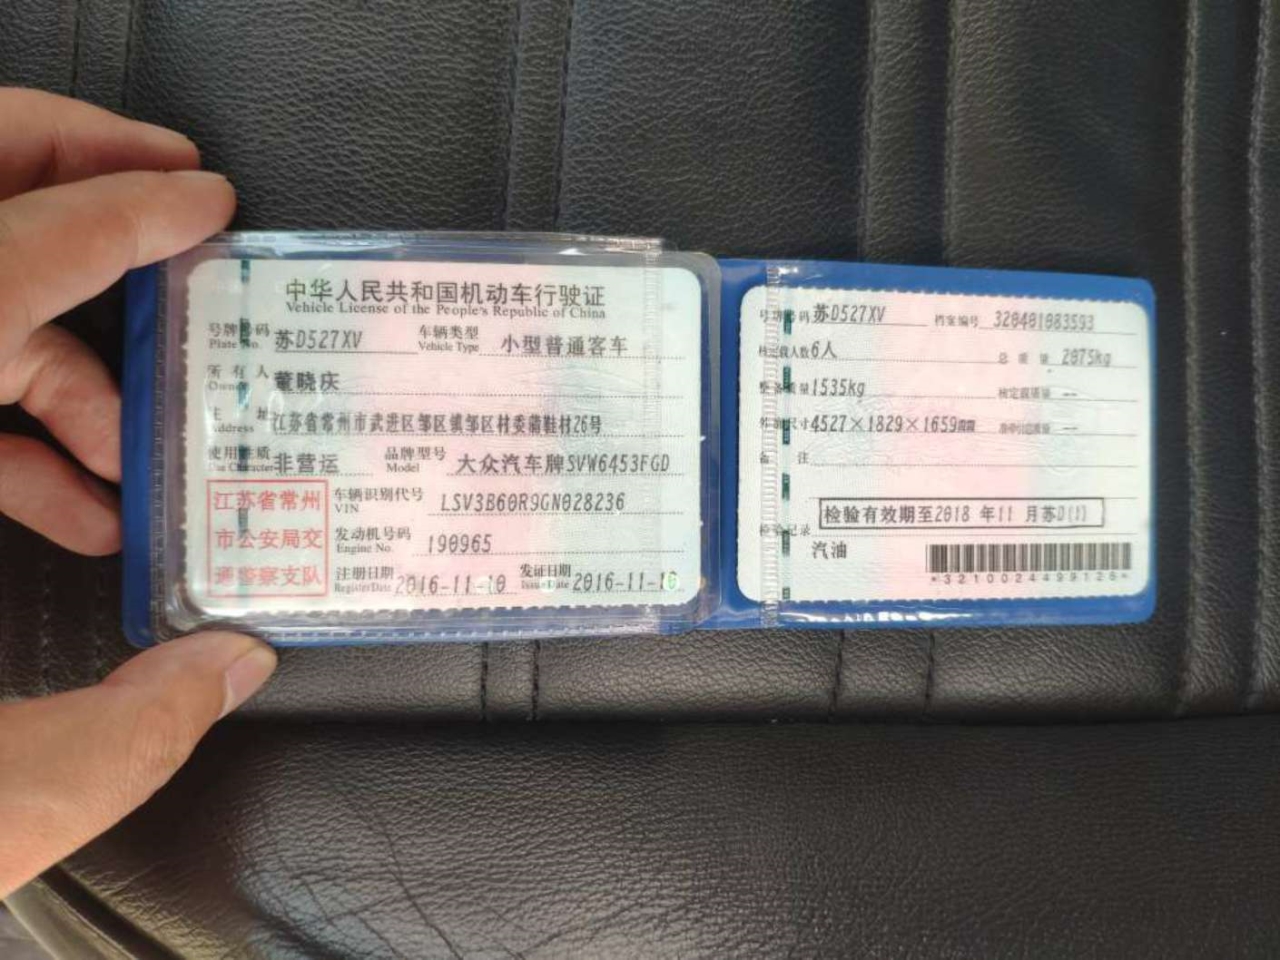 中华人民共和国机动车行驶证
Vehicle License of the People's Republic of China
号牌号码 苏D527XV 车辆类型 小型普通客车
Plate No. Vehicle Type
所有人 董晓庆
Owner
住址 江苏省常州市武进区邹区镇邹区村委蒲鞋村26号
Address
使用性质 非营运 品牌型号 大众汽车牌SVW6453FGD
Use Character Model
江苏省常州
市公安局交
通警察支队
车辆识别代号 LSV3B60R9GN028236
VIN
发动机号码 190965
Engine No.
注册日期 2016-11-10 发证日期 2016-11-10
Register Date Issue Date
号牌号码 苏D527XV 档案编号 320401083593
核定载人数 6人 总质量 2075kg
整备质量 1535kg 核定载质量 --
外廓尺寸 4527×1829×1659mm 准牵引总质量 --
备注
检验记录 检验有效期至2018年11月苏D(1)
汽油
*3210024499126*